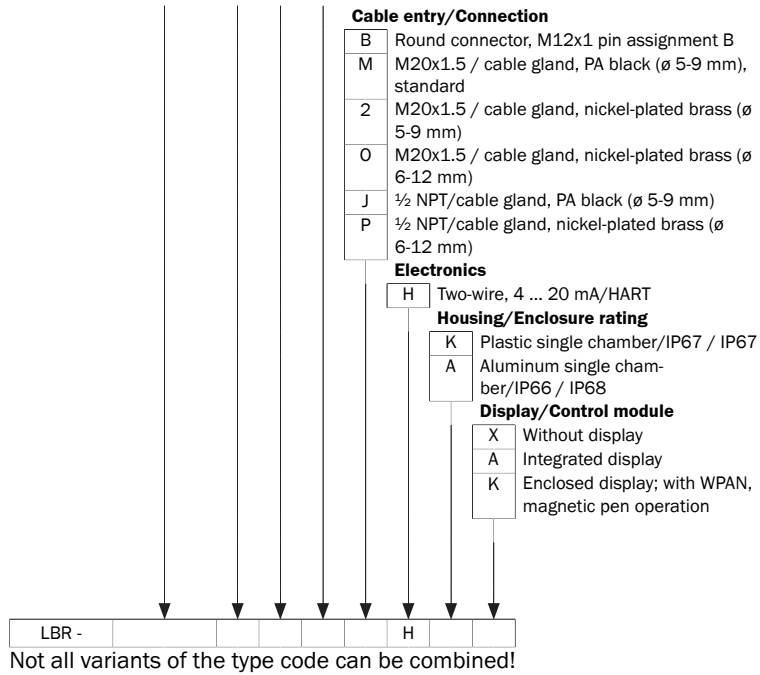 Cable entry/Connection
B Round connector, M12x1 pin assignment B
M M20x1.5 / cable gland, PA black (ø 5-9 mm),
standard
2 M20x1.5 / cable gland, nickel-plated brass (ø
5-9 mm)
0 M20x1.5 / cable gland, nickel-plated brass (ø
6-12 mm)
J ½ NPT/cable gland, PA black (ø 5-9 mm)
P ½ NPT/cable gland, nickel-plated brass (ø
6-12 mm)
Electronics
H Two-wire, 4 ... 20 mA/HART
Housing/Enclosure rating
K Plastic single chamber/IP67 / IP67
A Aluminum single cham-
ber/IP66 / IP68
Display/Control module
X Without display
A Integrated display
K Enclosed display; with WPAN,
magnetic pen operation
LBR - H
Not all variants of the type code can be combined!